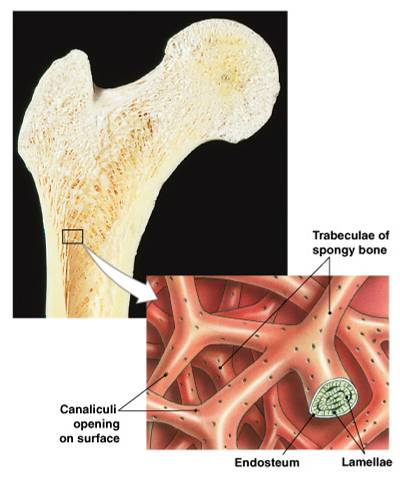 Trabeculae of
spongy bone
Canaliculi
opening
on surface
Endosteum
Lamellae